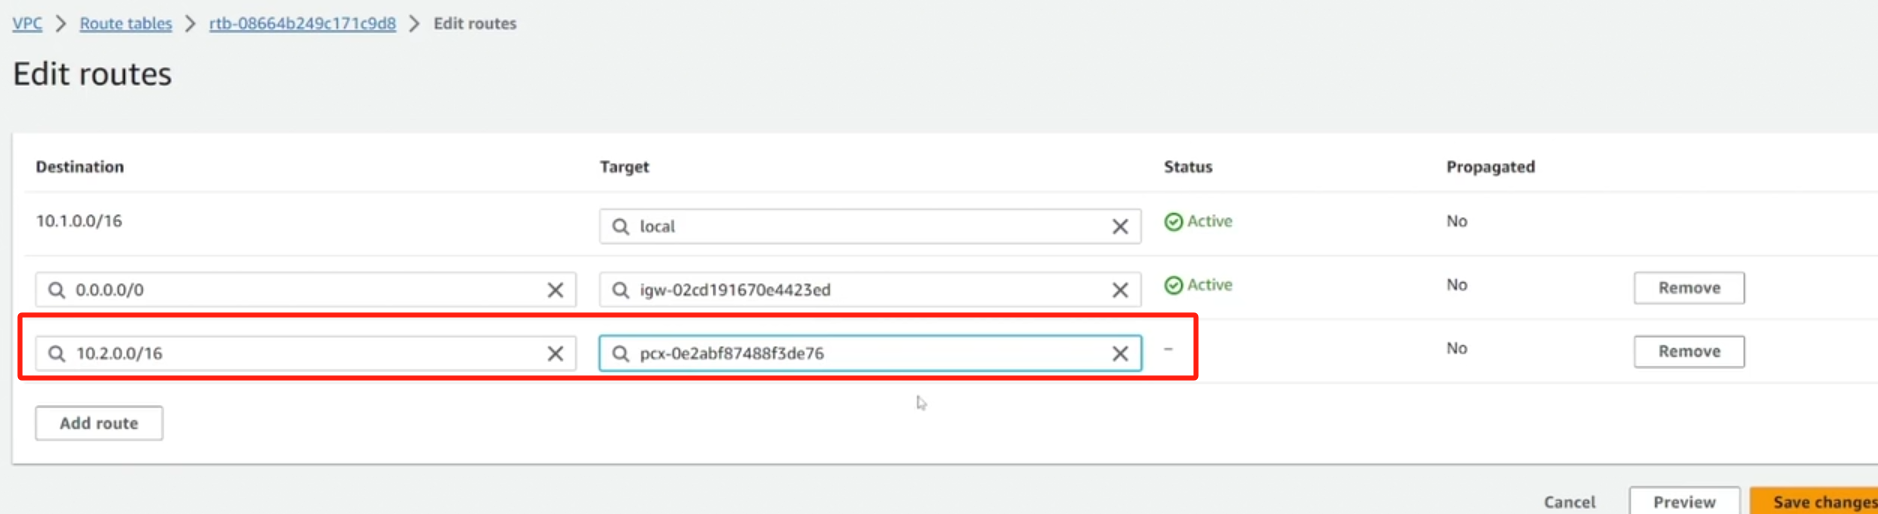 VPC > Route tables > rtb-08664b249c171c9d8 > Edit routes
Edit routes
Destination Target Status Propagated
10.1.0.0/16 local Active No
0.0.0.0/0 igw-02cd191670e4423ed Active No Remove
10.2.0.0/16 pcx-0e2abf87488f3de76 – No Remove
Add route
Cancel Preview Save changes